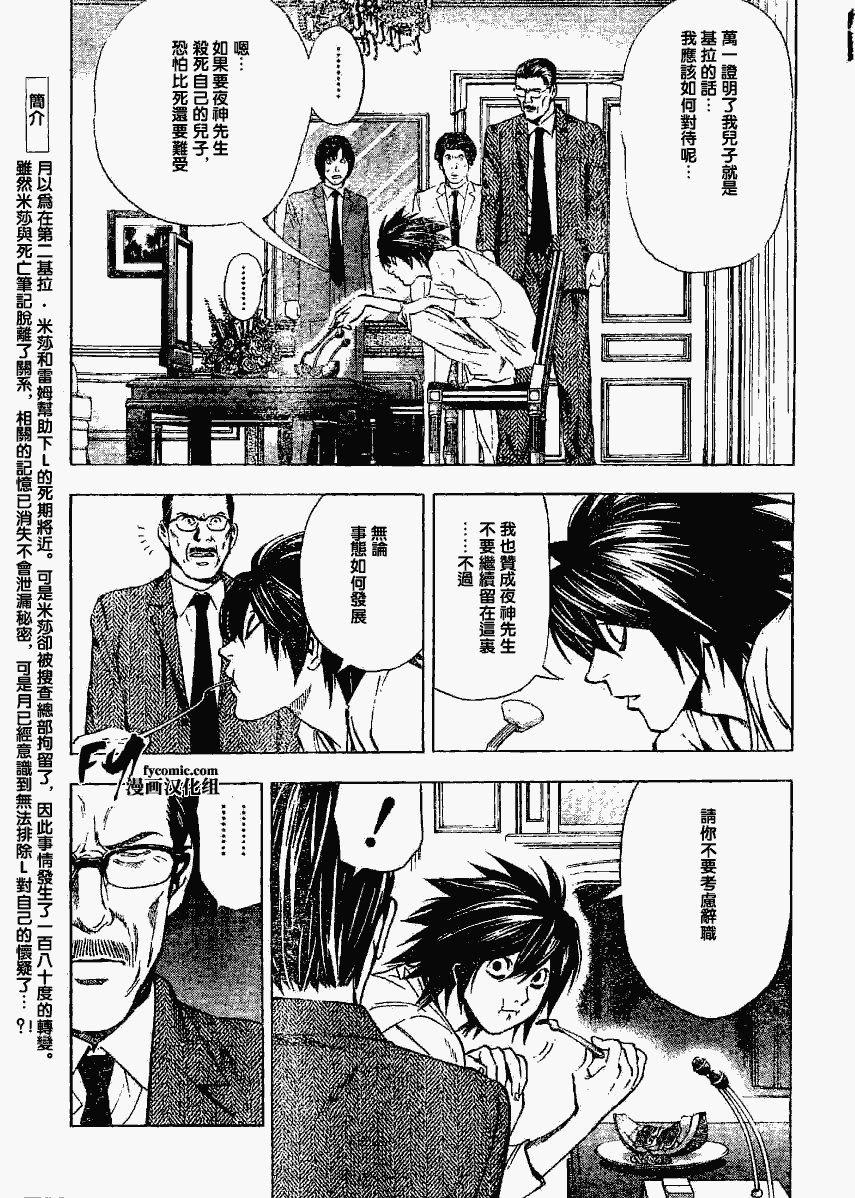 萬一證明了我兒子就是
基拉的話…
我應該如何對待呢…
………
嗯…
如果要夜神先生
殺死自己的兒子，
恐怕比死還要難受
………
我也贊成夜神先生
不要繼續留在這裏
……不過
無論
事態如何發展
請你不要考慮辭職
！
………
………
簡介
月以爲在第二基拉．米莎和雷姆幫助下L的死期將近。可是米莎卻被搜查總部拘留了，因此事情發生了一百八十度的轉變。
雖然米莎與死亡筆記脫離了關系，相關的記憶已消失不會泄漏秘密，可是月已經意識到無法排除L對自己的懷疑了…?!
FY
fycomic.com
漫画汉化组